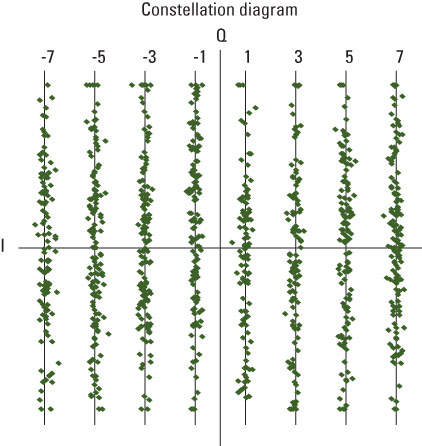 Constellation diagram
Q
-7 -5 -3 -1 1 3 5 7
I